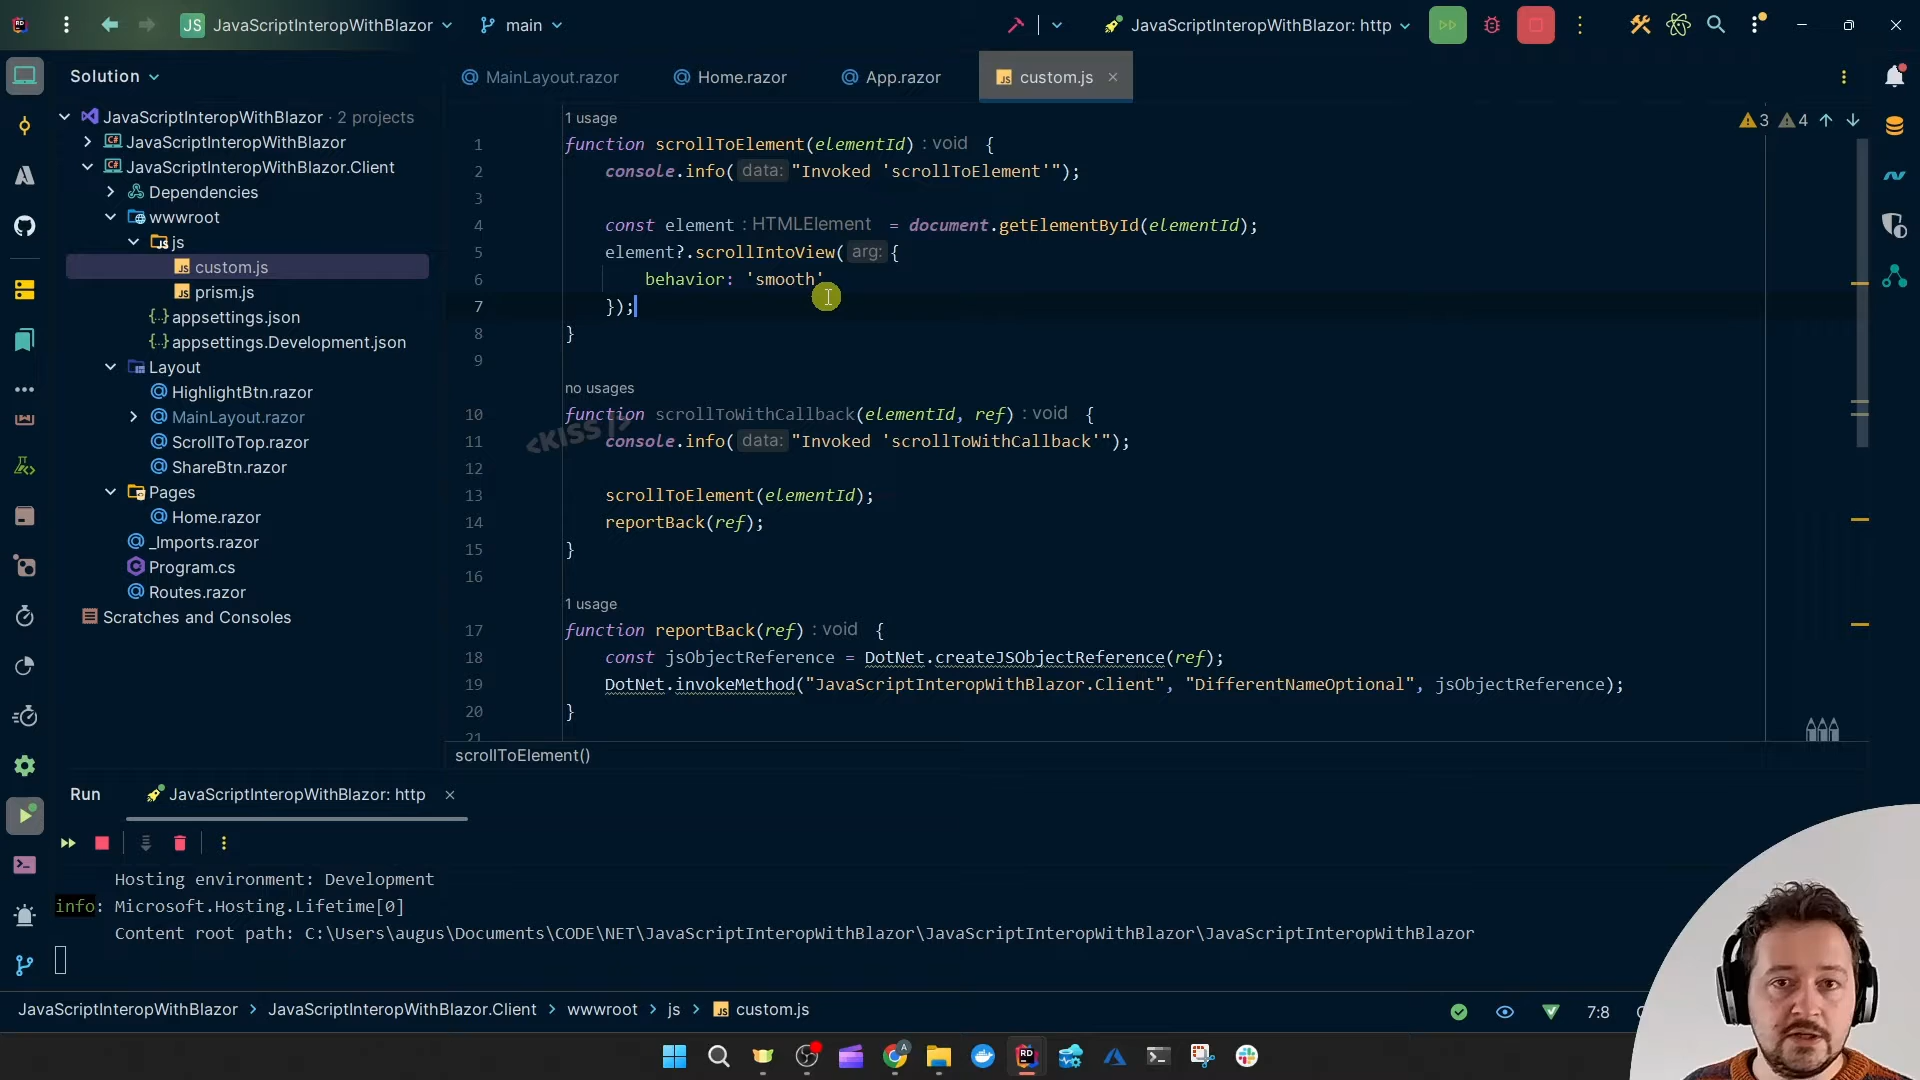 JS JavaScriptInteropWithBlazor
main
JavaScriptInteropWithBlazor: http
Solution
MainLayout.razor
Home.razor
App.razor
custom.js
JavaScriptInteropWithBlazor · 2 projects
JavaScriptInteropWithBlazor
JavaScriptInteropWithBlazor.Client
Dependencies
wwwroot
js
custom.js
prism.js
appsettings.json
appsettings.Development.json
Layout
HighlightBtn.razor
MainLayout.razor
ScrollToTop.razor
ShareBtn.razor
Pages
Home.razor
_Imports.razor
Program.cs
Routes.razor
Scratches and Consoles
3 4
1 usage
1 function scrollToElement(elementId) : void {
2 console.info( data: "Invoked 'scrollToElement'");
3
4 const element : HTMLElement = document.getElementById(elementId);
5 element?.scrollIntoView( arg: {
6 behavior: 'smooth'
7 });
8 }
9
no usages
10 function scrollToWithCallback(elementId, ref) : void {
11 console.info( data: "Invoked 'scrollToWithCallback'");
12
13 scrollToElement(elementId);
14 reportBack(ref);
15 }
16
1 usage
17 function reportBack(ref) : void {
18 const jsObjectReference = DotNet.createJSObjectReference(ref);
19 DotNet.invokeMethod("JavaScriptInteropWithBlazor.Client", "DifferentNameOptional", jsObjectReference);
20 }
21
<KISS />
scrollToElement()
Run
JavaScriptInteropWithBlazor: http
Hosting environment: Development
info: Microsoft.Hosting.Lifetime[0]
Content root path: C:\Users\augus\Documents\CODE\NET\JavaScriptInteropWithBlazor\JavaScriptInteropWithBlazor\JavaScriptInteropWithBlazor
JavaScriptInteropWithBlazor > JavaScriptInteropWithBlazor.Client > wwwroot > js > custom.js
7:8